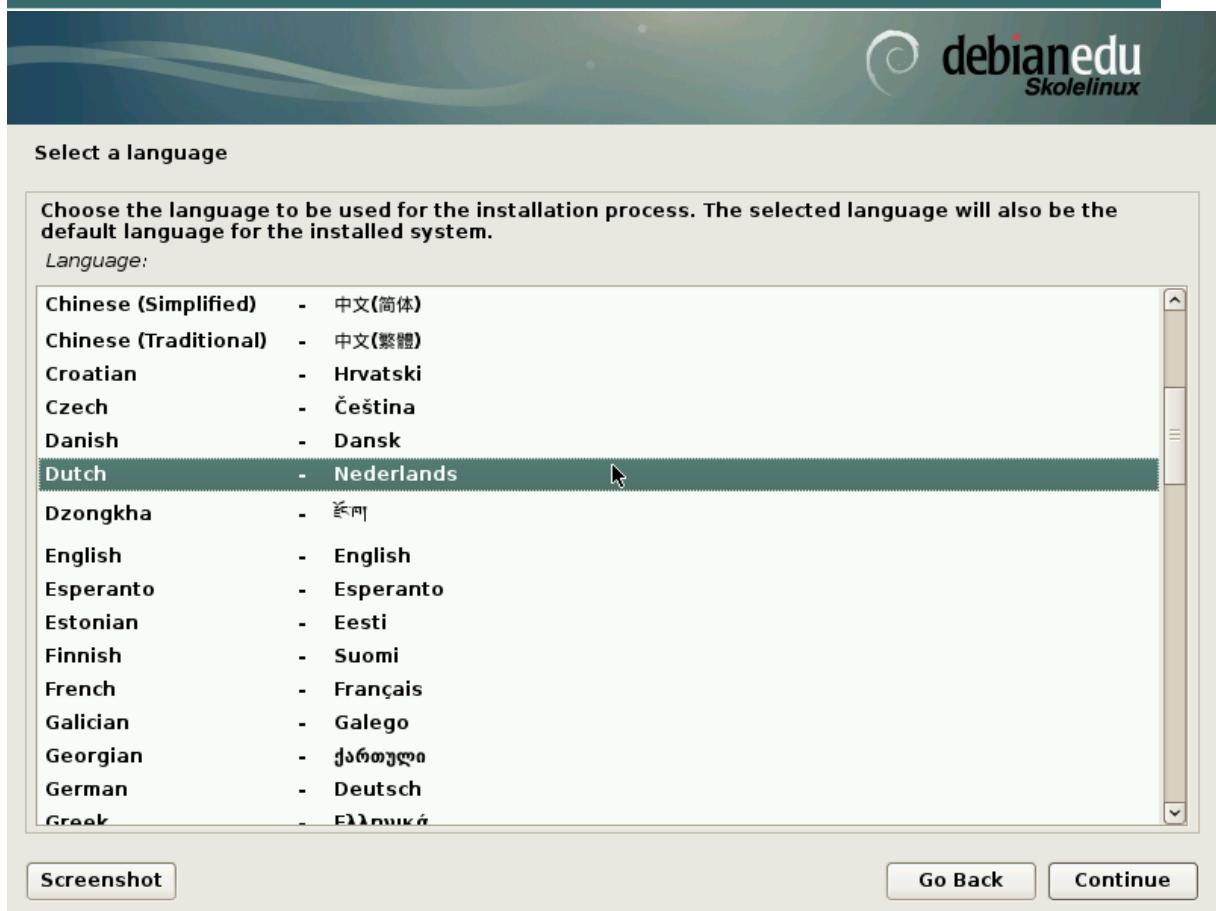 debianedu
Skolelinux
Select a language
Choose the language to be used for the installation process. The selected language will also be the
default language for the installed system.
Language:
Chinese (Simplified) - 中文(简体)
Chinese (Traditional) - 中文(繁體)
Croatian - Hrvatski
Czech - Čeština
Danish - Dansk
Dutch - Nederlands
Dzongkha - རྫོང་ཁ།
English - English
Esperanto - Esperanto
Estonian - Eesti
Finnish - Suomi
French - Français
Galician - Galego
Georgian - ქართული
German - Deutsch
Greek - Ελληνικά
Screenshot Go Back Continue